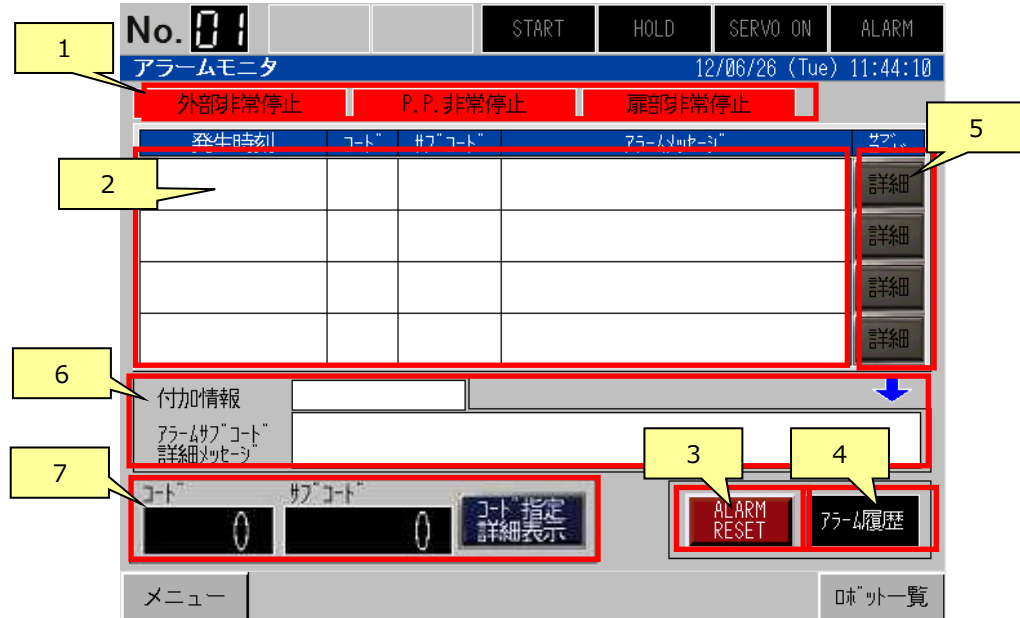 No. 01 START HOLD SERVO ON ALARM
1
アラームモニタ 12/06/26 (Tue) 11:44:10
外部非常停止 P.P.非常停止 扉部非常停止
5
発生時刻 コード サブコード アラームメッセージ サブ
2
詳細
詳細
詳細
詳細
6
付加情報
アラームサブコード
詳細メッセージ
3 4
7
コード サブコード
0 0
コード指定
詳細表示
ALARM
RESET
アラーム履歴
メニュー ロボット一覧